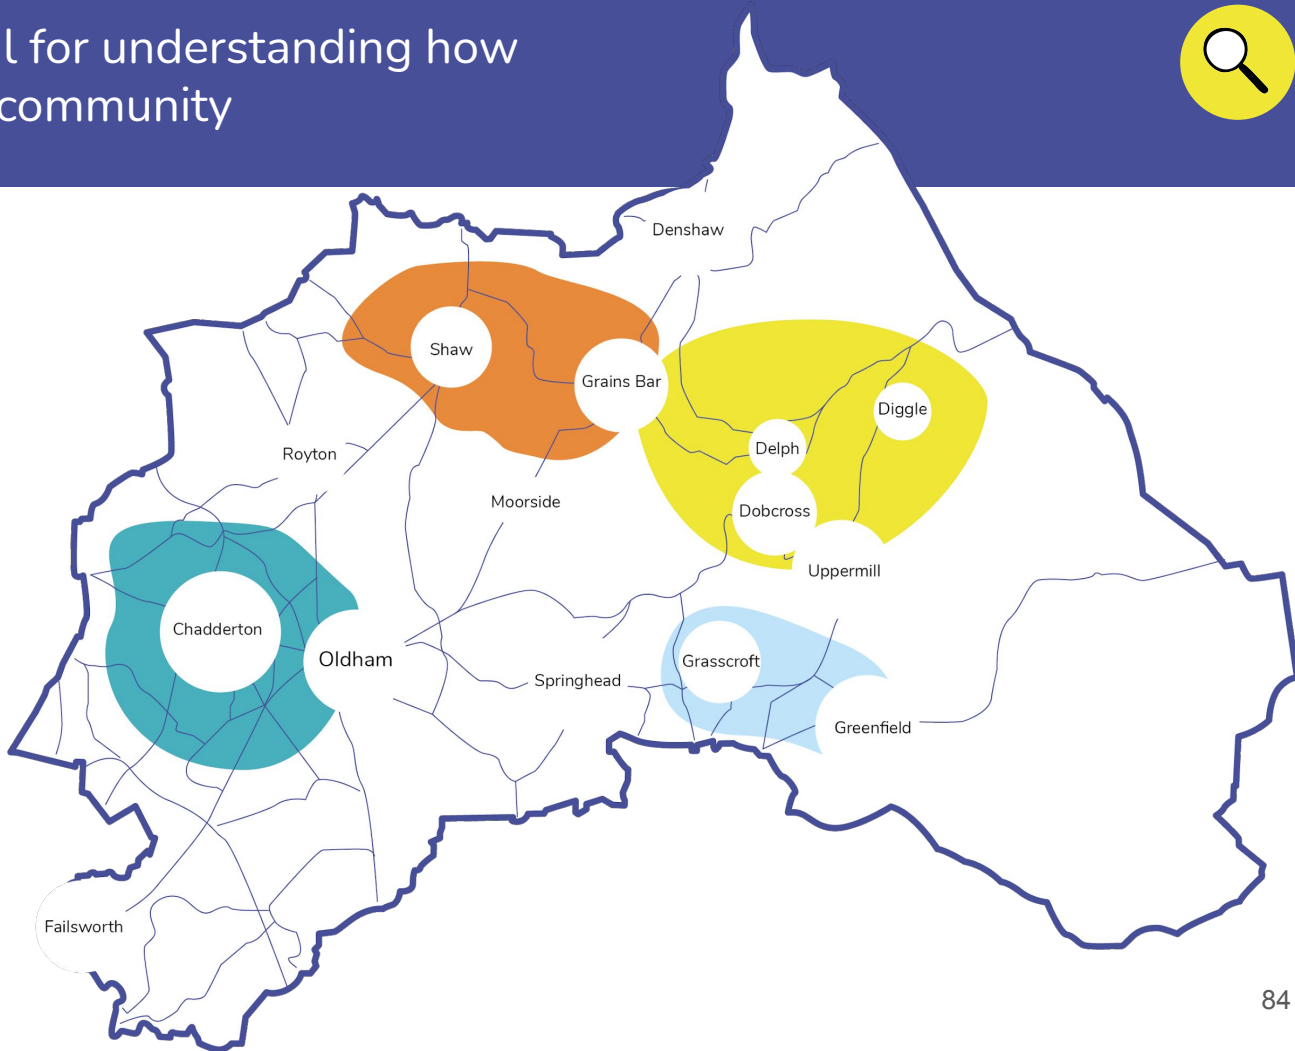 l for understanding how
community
Denshaw
Shaw
Grains Bar
Diggle
Delph
Royton
Moorside
Dobcross
Uppermill
Chadderton
Oldham
Grasscroft
Springhead
Greenfield
Failsworth
84